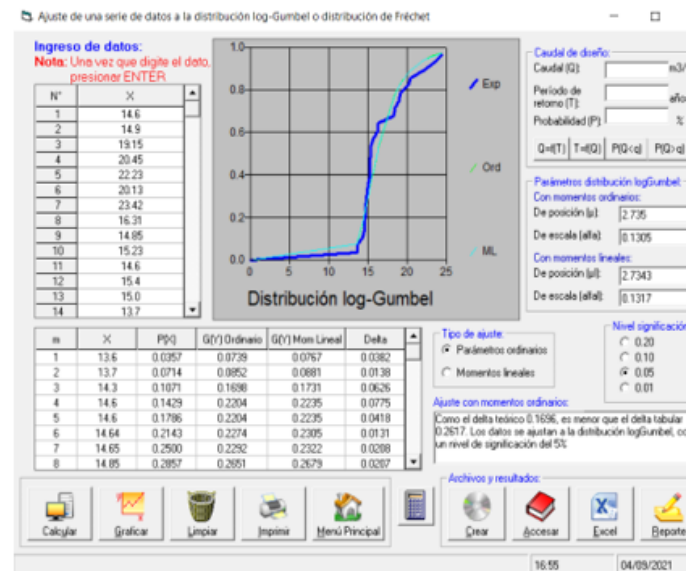 Ajuste de una serie de datos a la distribución log-Gumbel o distribución de Fréchet
Ingreso de datos:
Nota: Una vez que digite el dato,
presionar ENTER
N° X
1 14.6
2 14.9
3 19.15
4 20.45
5 22.23
6 20.13
7 23.42
8 16.31
9 14.85
10 15.23
11 14.6
12 15.4
13 15.0
14 13.7
1.0
0.8
0.6
0.4
0.2
0.0
0 5 10 15 20 25
Exp
Ord
ML
Distribución log-Gumbel
Caudal de diseño:
Caudal (Q): m3/
Período de
retorno (T): año
Probabilidad (P): %
Q=f(T) T=f(Q) P(Q<q) P(Q>q)
Parámetros distribución logGumbel:
Con momentos ordinarios:
De posición (µ): 2.735
De escala (alfa): 0.1305
Con momentos lineales:
De posición (µl): 2.7343
De escala (alfal): 0.1317
m X P(X) G(Y) Ordinario G(Y) Mom Lineal Delta
1 13.6 0.0357 0.0739 0.0767 0.0382
2 13.7 0.0714 0.0852 0.0881 0.0138
3 14.3 0.1071 0.1698 0.1731 0.0626
4 14.6 0.1429 0.2204 0.2235 0.0775
5 14.6 0.1786 0.2204 0.2235 0.0418
6 14.64 0.2143 0.2274 0.2305 0.0131
7 14.65 0.2500 0.2292 0.2322 0.0208
8 14.85 0.2857 0.2651 0.2679 0.0207
Tipo de ajuste:
Parámetros ordinarios
Momentos lineales
Nivel significación
0.20
0.10
0.05
0.01
Ajuste con momentos ordinarios:
Como el delta teórico 0.1696, es menor que el delta tabular
0.2617. Los datos se ajustan a la distribución logGumbel, co
un nivel de significación del 5%
Calcular Graficar Limpiar Imprimir Menú Principal
Archivos y resultados:
Crear Accesar Excel Reporte
16:55 04/09/2021